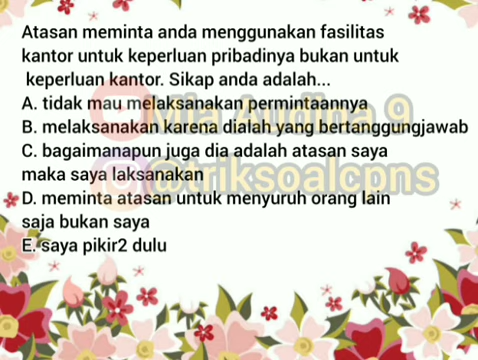 Atasan meminta anda menggunakan fasilitas
kantor untuk keperluan pribadinya bukan untuk
keperluan kantor. Sikap anda adalah...
A. tidak mau melaksanakan permintaannya
B. melaksanakan karena dialah yang bertanggungjawab
C. bagaimanapun juga dia adalah atasan saya
maka saya laksanakan
D. meminta atasan untuk menyuruh orang lain
saja bukan saya
E. saya pikir2 dulu
Mia Audina 9
@triksoalcpns